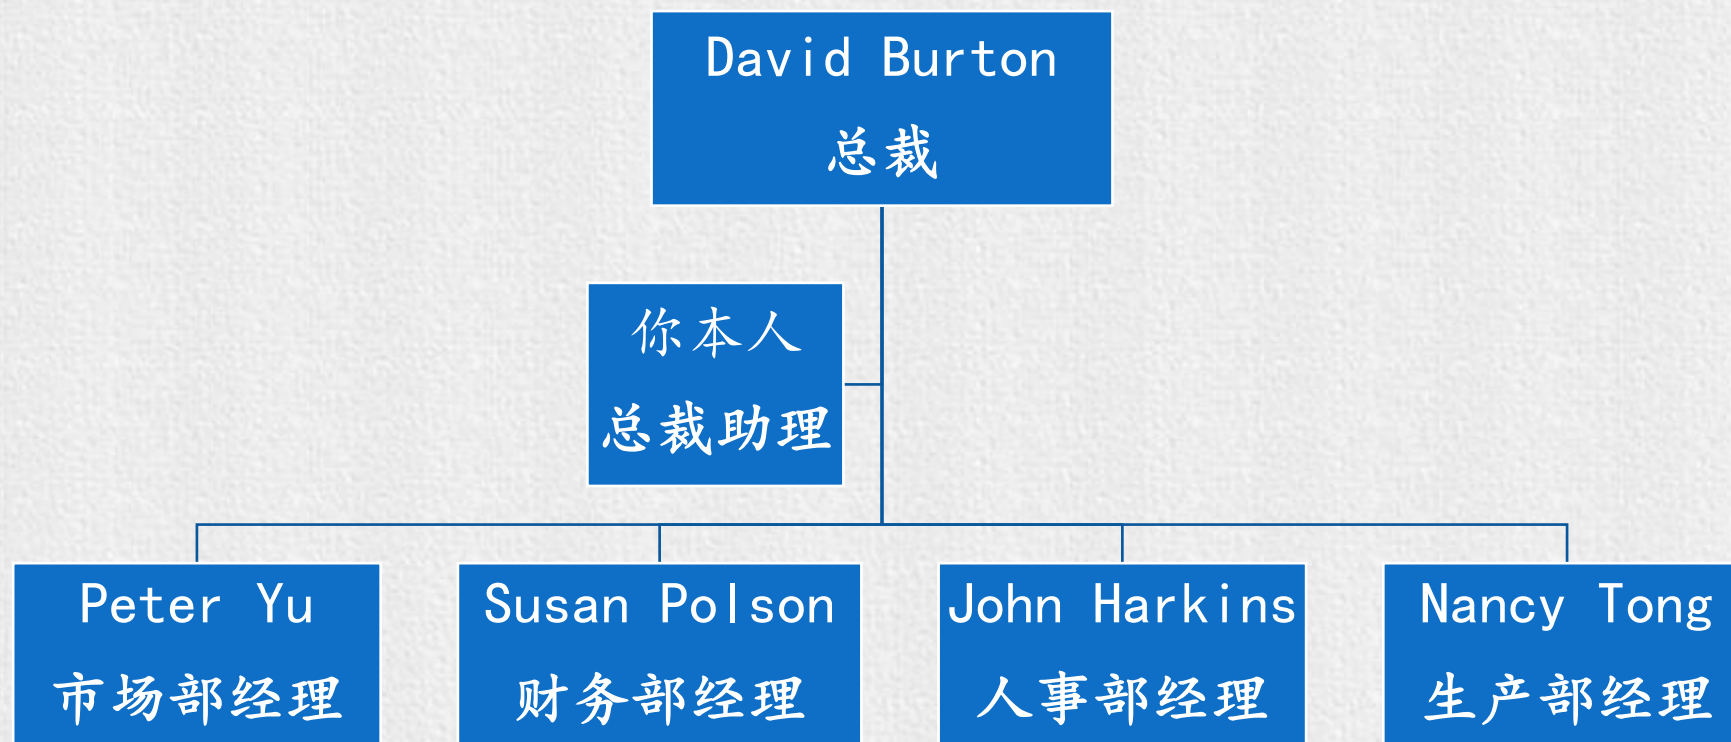 David Burton
总裁
你本人
总裁助理
Peter Yu
市场部经理
Susan Polson
财务部经理
John Harkins
人事部经理
Nancy Tong
生产部经理